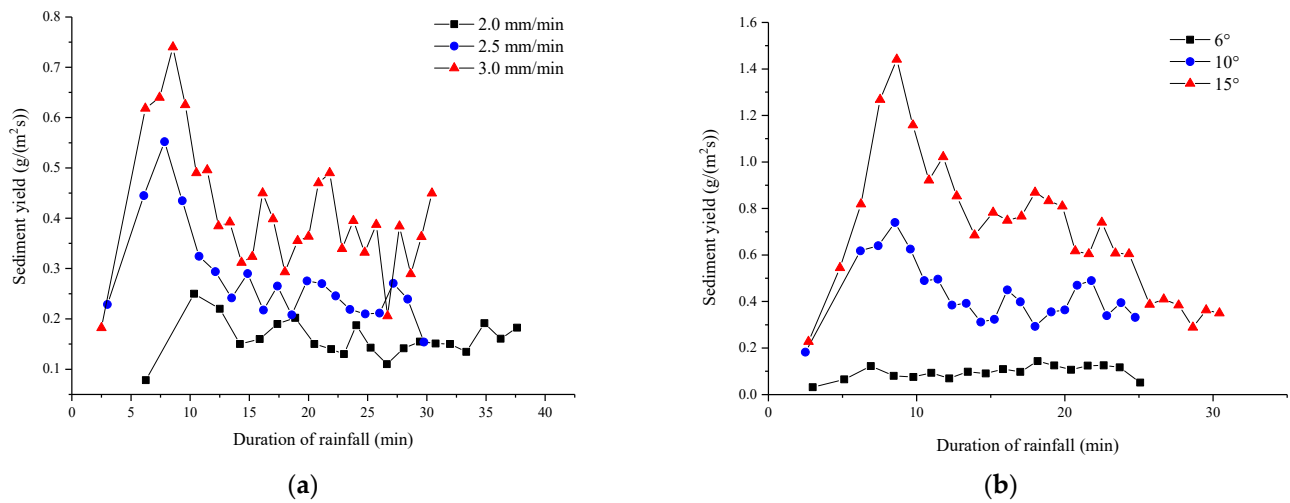 0.8
0.7
0.6
0.5
0.4
0.3
0.2
0.1
Sediment yield (g/(m²s))
2.0 mm/min
2.5 mm/min
3.0 mm/min
0 5 10 15 20 25 30 35 40
Duration of rainfall (min)
(a)
1.6
1.4
1.2
1.0
0.8
0.6
0.4
0.2
0.0
Sediment yield (g/(m²s))
6°
10°
15°
0 10 20 30
Duration of rainfall (min)
(b)